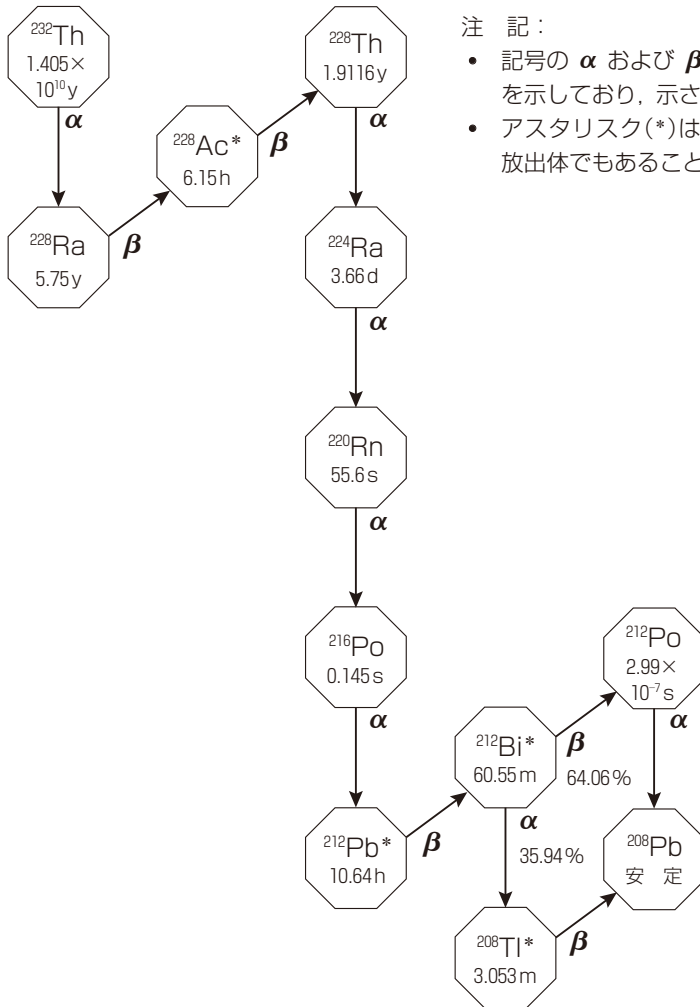 ²³²Th
1.405×
10¹⁰y
α
²²⁸Ra
5.75y
β
²²⁸Ac*
6.15h
β
²²⁸Th
1.9116y
α
²²⁴Ra
3.66d
α
²²⁰Rn
55.6s
α
²¹⁶Po
0.145s
α
²¹²Pb*
10.64h
β
²¹²Bi*
60.55m
β
64.06%
α
35.94%
²¹²Po
2.99×
10⁻⁷s
α
²⁰⁸Tl*
3.053m
β
²⁰⁸Pb
安 定
注 記:
• 記号の α および β
を示しており, 示さ
• アスタリスク(*)は
放出体でもあること